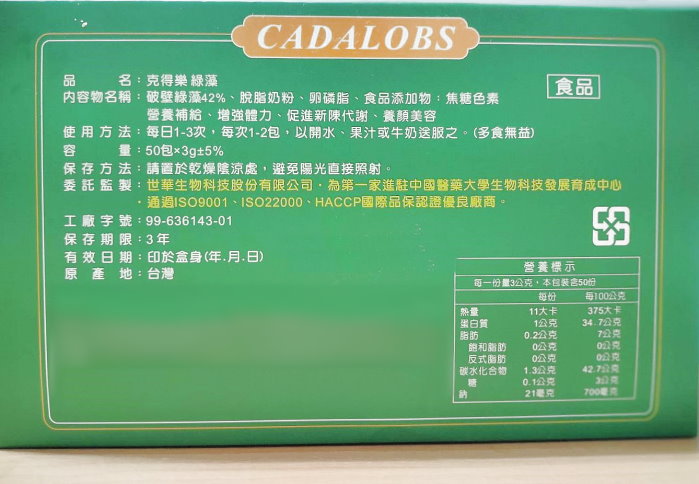 CADALOBS
食品
品名：克得樂 綠藻
內容物名稱：破壁綠藻42%、脫脂奶粉、卵磷脂、食品添加物：焦糖色素
營養補給、增強體力、促進新陳代謝、養顏美容
使用方法：每日1-3次，每次1-2包，以開水、果汁或牛奶送服之。(多食無益)
容量：50包×3g±5%
保存方法：請置於乾燥陰涼處，避免陽光直接照射。
委託監製：世華生物科技股份有限公司，為第一家進駐中國醫藥大學生物科技發展育成中心
，通過ISO9001、ISO22000、HACCP國際品保認證優良廠商。
工廠字號：99-636143-01
保存期限：3年
有效日期：印於盒身(年.月.日)
原產地：台灣
營養標示
每一份量3公克，本包裝含50份
每份 每100公克
熱量 11大卡 375大卡
蛋白質 1公克 34.7公克
脂肪 0.2公克 7公克
飽和脂肪 0公克 0公克
反式脂肪 0公克 0公克
碳水化合物 1.3公克 42.7公克
糖 0.1公克 3公克
鈉 21毫克 700毫克